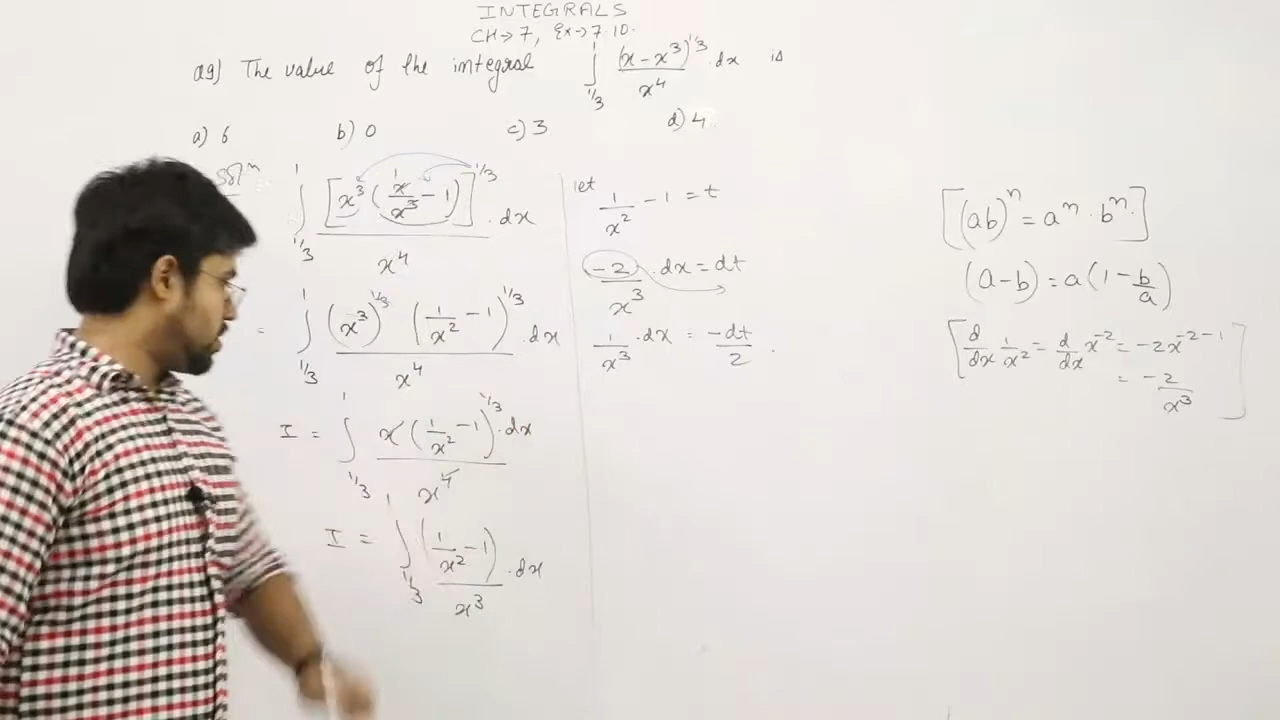 INTEGRALS
CH→7, Ex→7.10.
Q9) The value of the integral ∫_{1/3}^{1} (x-x³)^{1/3}/x⁴ .dx is
a) 6 b) 0 c) 3 d) 4.
Solⁿ
∫_{1/3}^{1} [x³(x/x³ - 1)]^{1/3}/x⁴ .dx
= ∫_{1/3}^{1} (x³)^{1/3} (1/x² - 1)^{1/3}/x⁴ .dx
I = ∫_{1/3}^{1} x(1/x² - 1)^{1/3}/x⁴ .dx
I = ∫_{1/3}^{1} (1/x² - 1)/x³ .dx
let
1/x² - 1 = t
-2/x³ .dx = dt
1/x³ .dx = -dt/2 .
[(ab)ⁿ = aⁿ . bⁿ.]
(a-b) = a(1 - b/a)
[d/dx 1/x² = d/dx x⁻² = -2x^{-2-1}
= -2/x³]